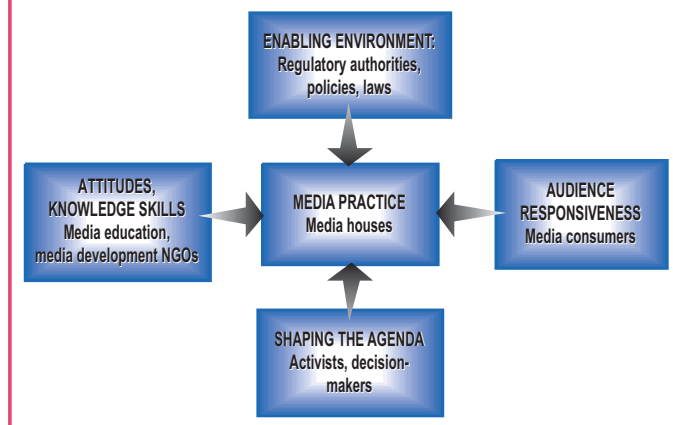 ENABLING ENVIRONMENT:
Regulatory authorities,
policies, laws
ATTITUDES,
KNOWLEDGE SKILLS
Media education,
media development NGOs
MEDIA PRACTICE
Media houses
AUDIENCE
RESPONSIVENESS
Media consumers
SHAPING THE AGENDA
Activists, decision-
makers